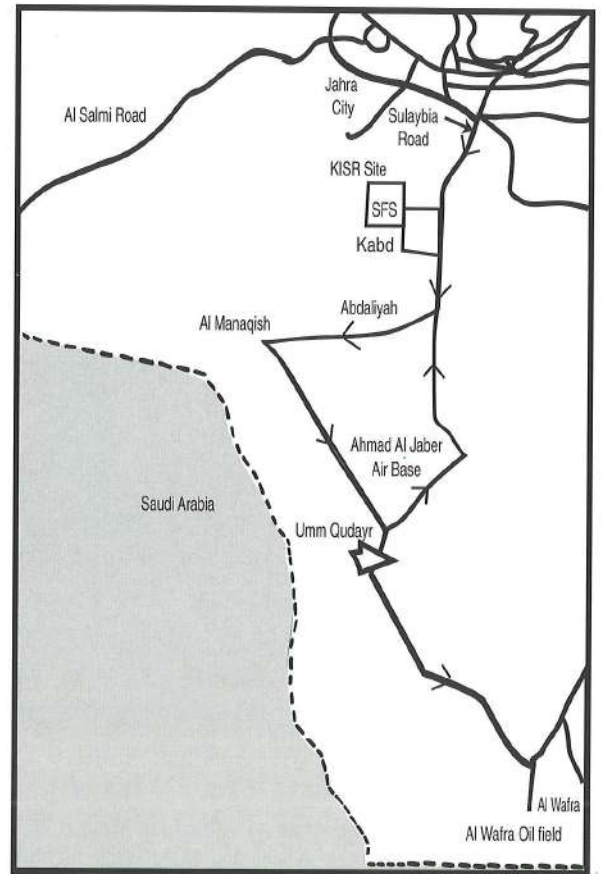 Jahra
City
Al Salmi Road
Sulaybia
Road
KISR Site
SFS
Kabd
Abdaliyah
Al Manaqish
Ahmad Al Jaber
Air Base
Saudi Arabia
Umm Qudayr
Al Wafra
Al Wafra Oil field